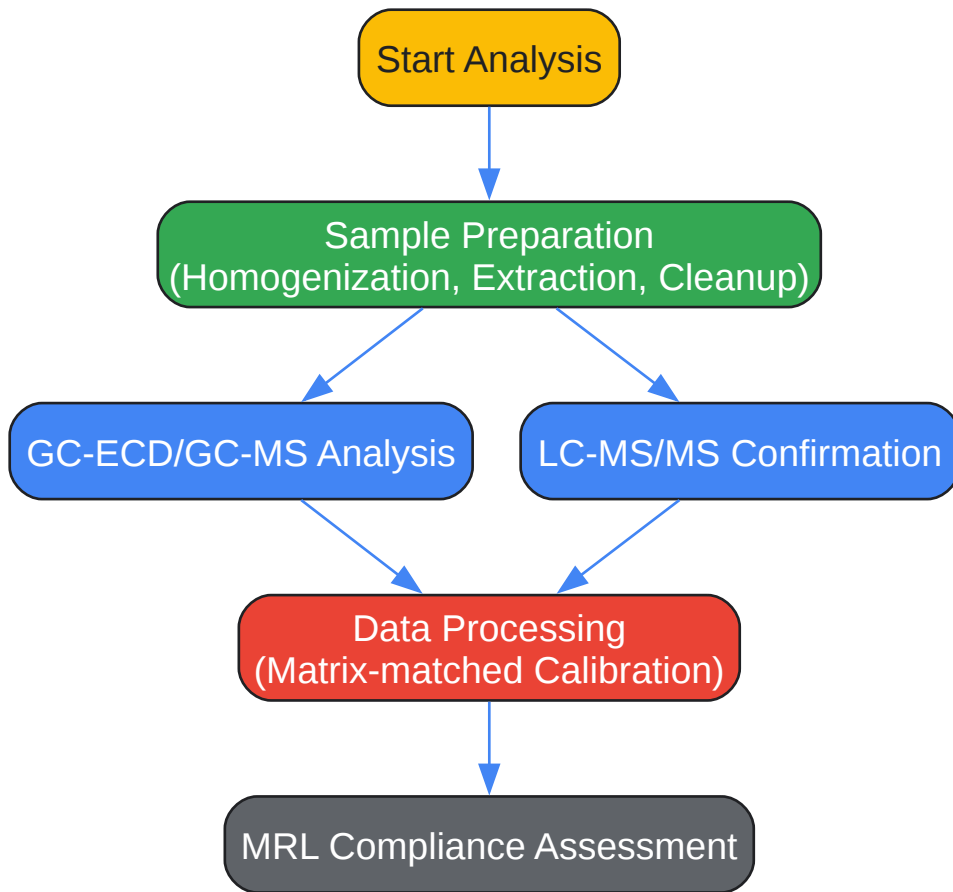 Start Analysis
Sample Preparation
(Homogenization, Extraction, Cleanup)
GC-ECD/GC-MS Analysis
LC-MS/MS Confirmation
Data Processing
(Matrix-matched Calibration)
MRL Compliance Assessment